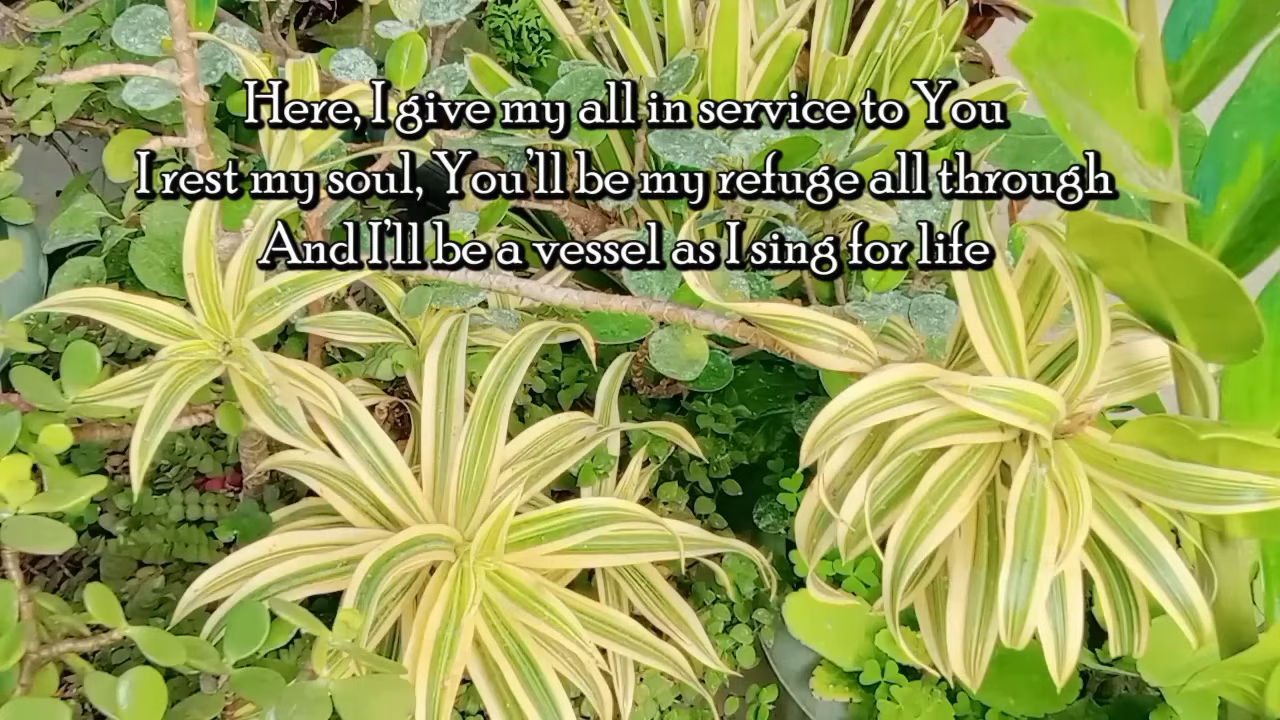 Here, I give my all in service to You
I rest my soul, You'll be my refuge all through
And I'll be a vessel as I sing for life